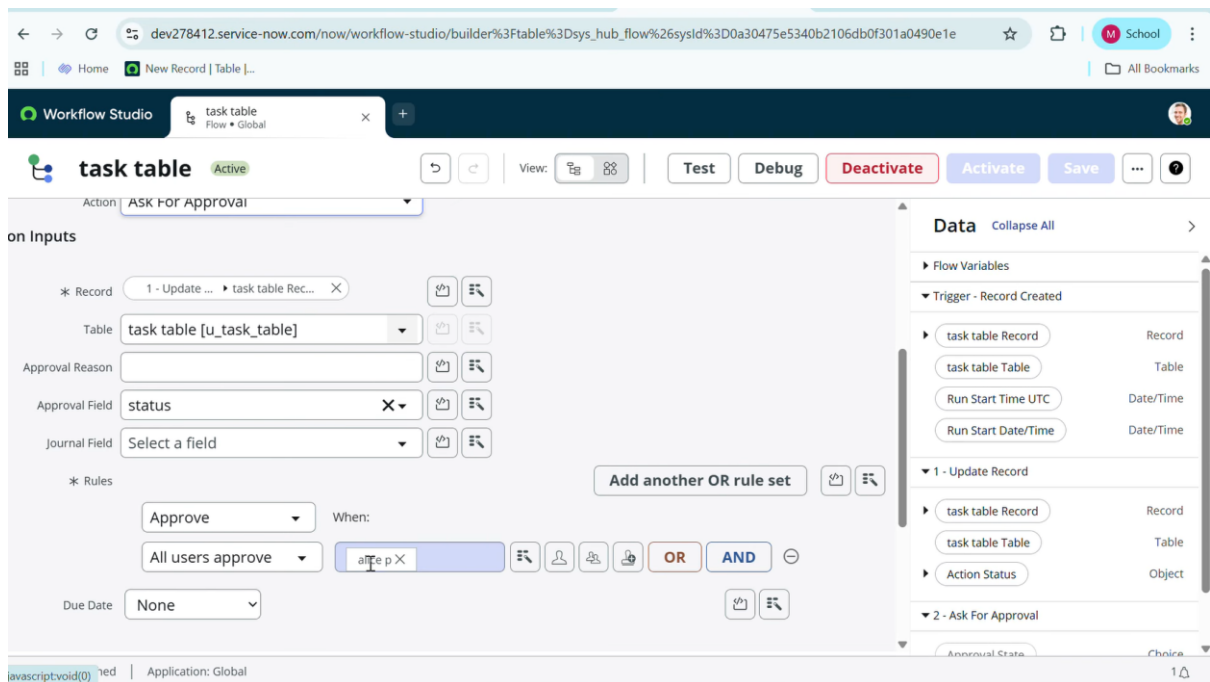 dev278412.service-now.com/now/workflow-studio/builder%3Ftable%3Dsys_hub_flow%26sysId%3D0a30475e5340b2106db0f301a0490e1e
M School
Home New Record | Table |...
All Bookmarks
Workflow Studio
task table
Flow • Global
task table Active
View:
Test Debug Deactivate Activate Save ...
Action Ask For Approval
on Inputs
* Record 1 - Update ... task table Rec...
Table task table [u_task_table]
Approval Reason
Approval Field status
Journal Field Select a field
* Rules Add another OR rule set
Approve When:
All users approve p OR AND
Due Date None
Data Collapse All
Flow Variables
Trigger - Record Created
task table Record Record
task table Table Table
Run Start Time UTC Date/Time
Run Start Date/Time Date/Time
1 - Update Record
task table Record Record
task table Table Table
Action Status Object
2 - Ask For Approval
Approval State Choice
javascript:void(0) Application: Global
1